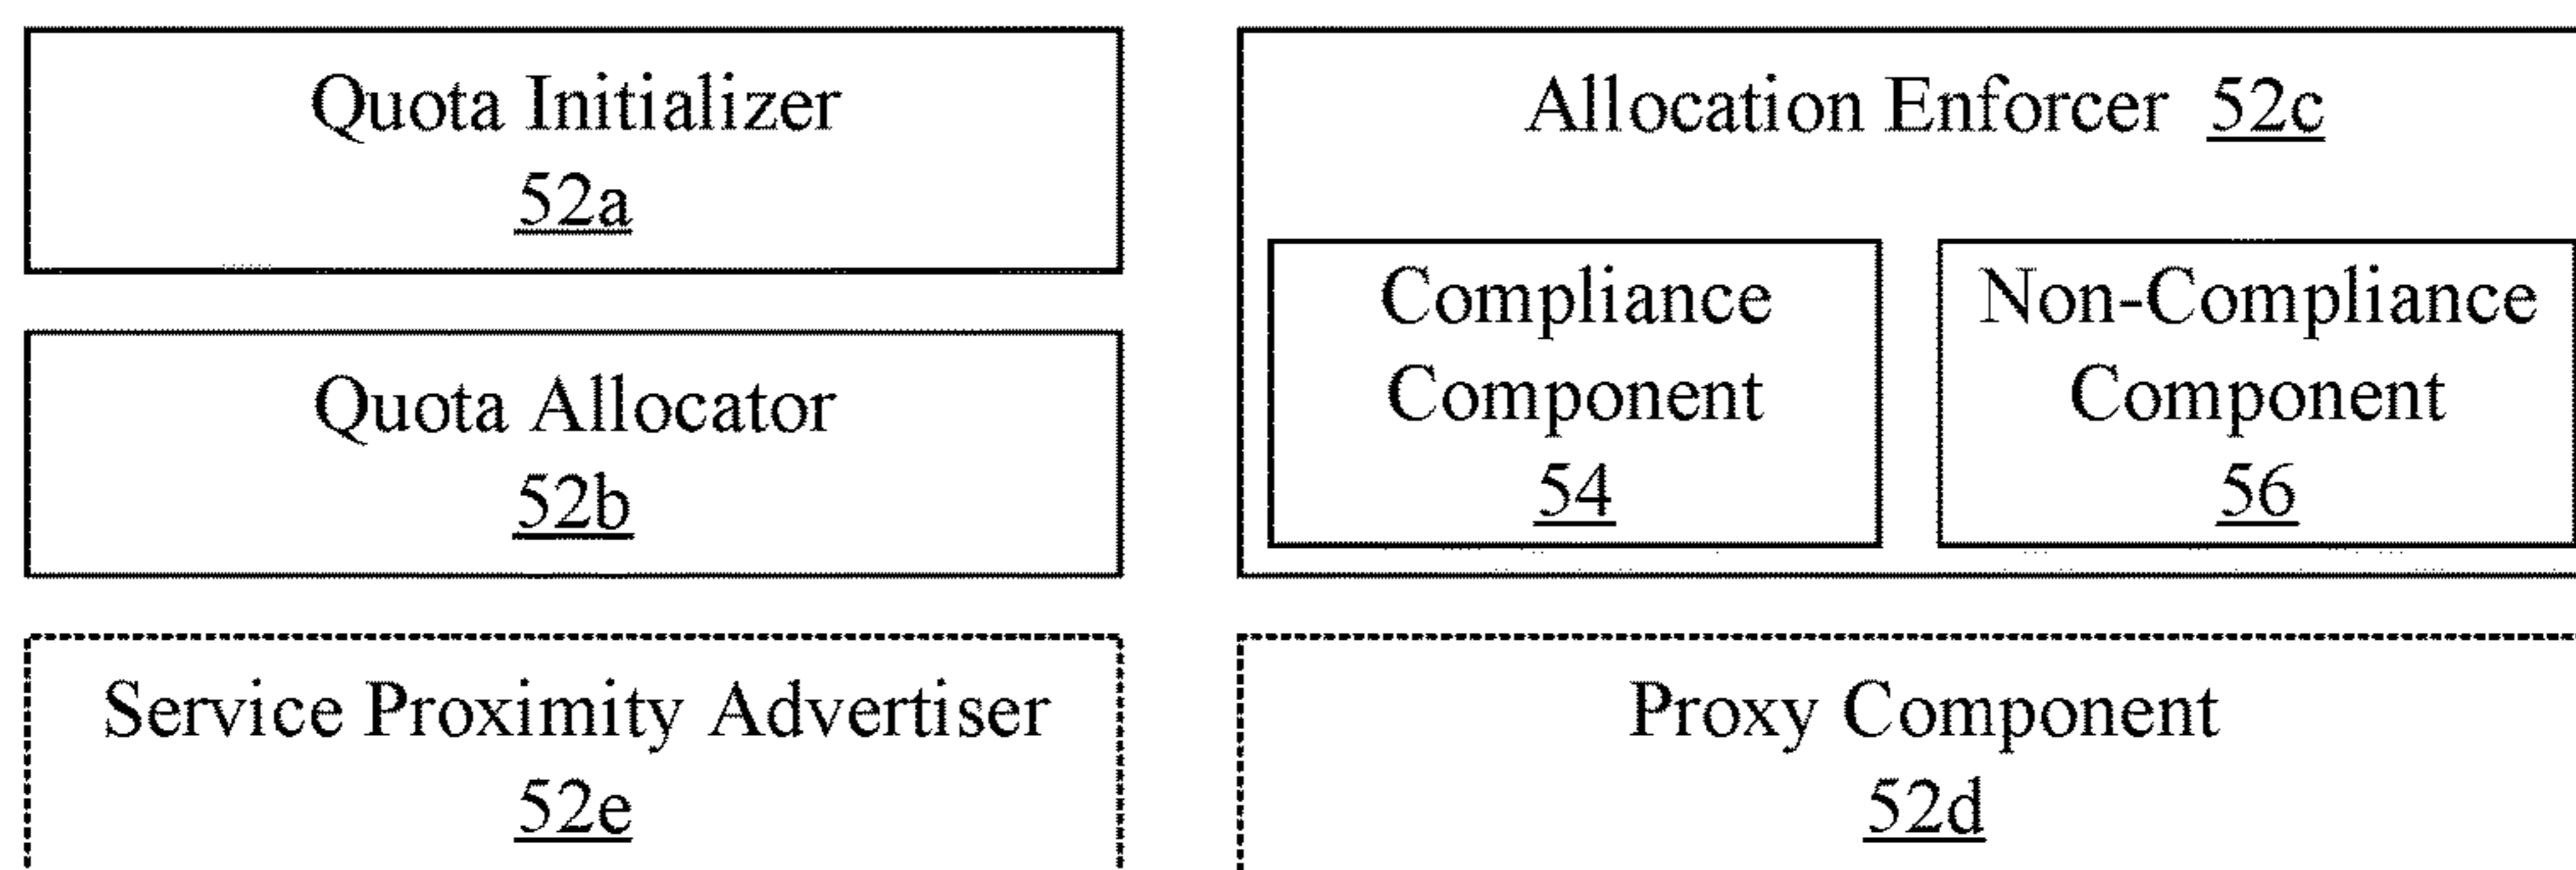 Quota Initializer
52a
Allocation Enforcer 52c
Compliance
Component
54
Non-Compliance
Component
56
Quota Allocator
52b
Service Proximity Advertiser
52e
Proxy Component
52d